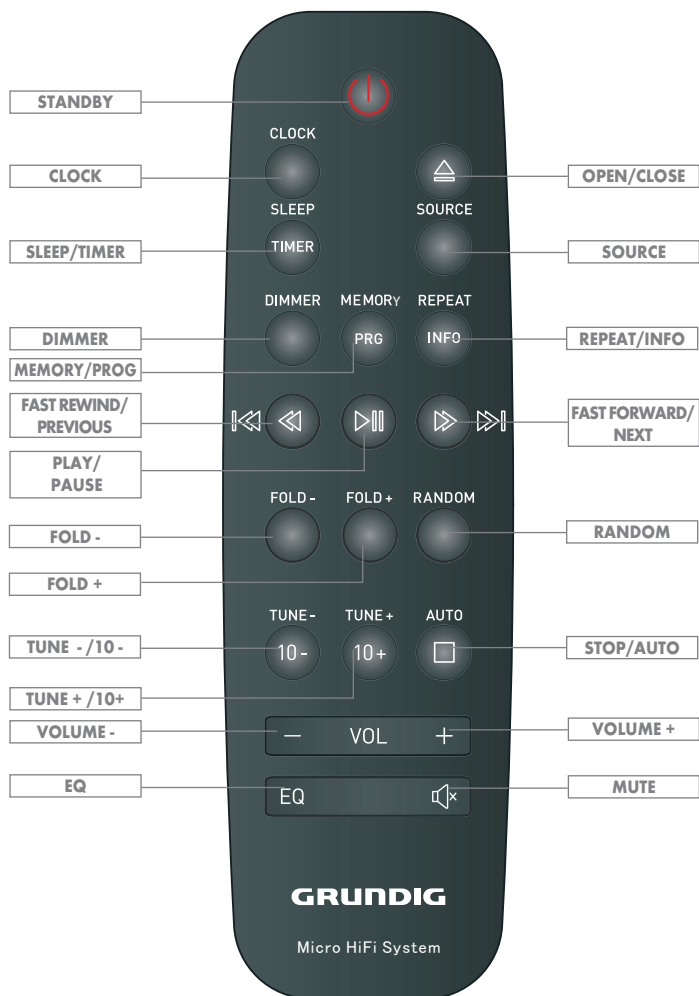 STANDBY
CLOCK
CLOCK
OPEN/CLOSE
SLEEP
SOURCE
SLEEP/TIMER
TIMER
SOURCE
DIMMER
MEMORY
REPEAT
DIMMER
PRG
INFO
REPEAT/INFO
MEMORY/PROG
FAST REWIND/
PREVIOUS
FAST FORWARD/
NEXT
PLAY/
PAUSE
FOLD -
FOLD +
RANDOM
FOLD -
RANDOM
FOLD +
TUNE -
TUNE +
AUTO
TUNE - /10 -
10 -
10 +
STOP/AUTO
TUNE + /10+
VOLUME -
− VOL +
VOLUME +
EQ
EQ
MUTE
GRUNDIG
Micro HiFi System